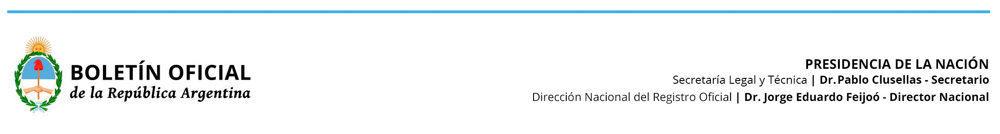 BOLETÍN OFICIAL
de la República Argentina
PRESIDENCIA DE LA NACIÓN
Secretaría Legal y Técnica | Dr. Pablo Clusellas - Secretario
Dirección Nacional del Registro Oficial | Dr. Jorge Eduardo Feijoó - Director Nacional